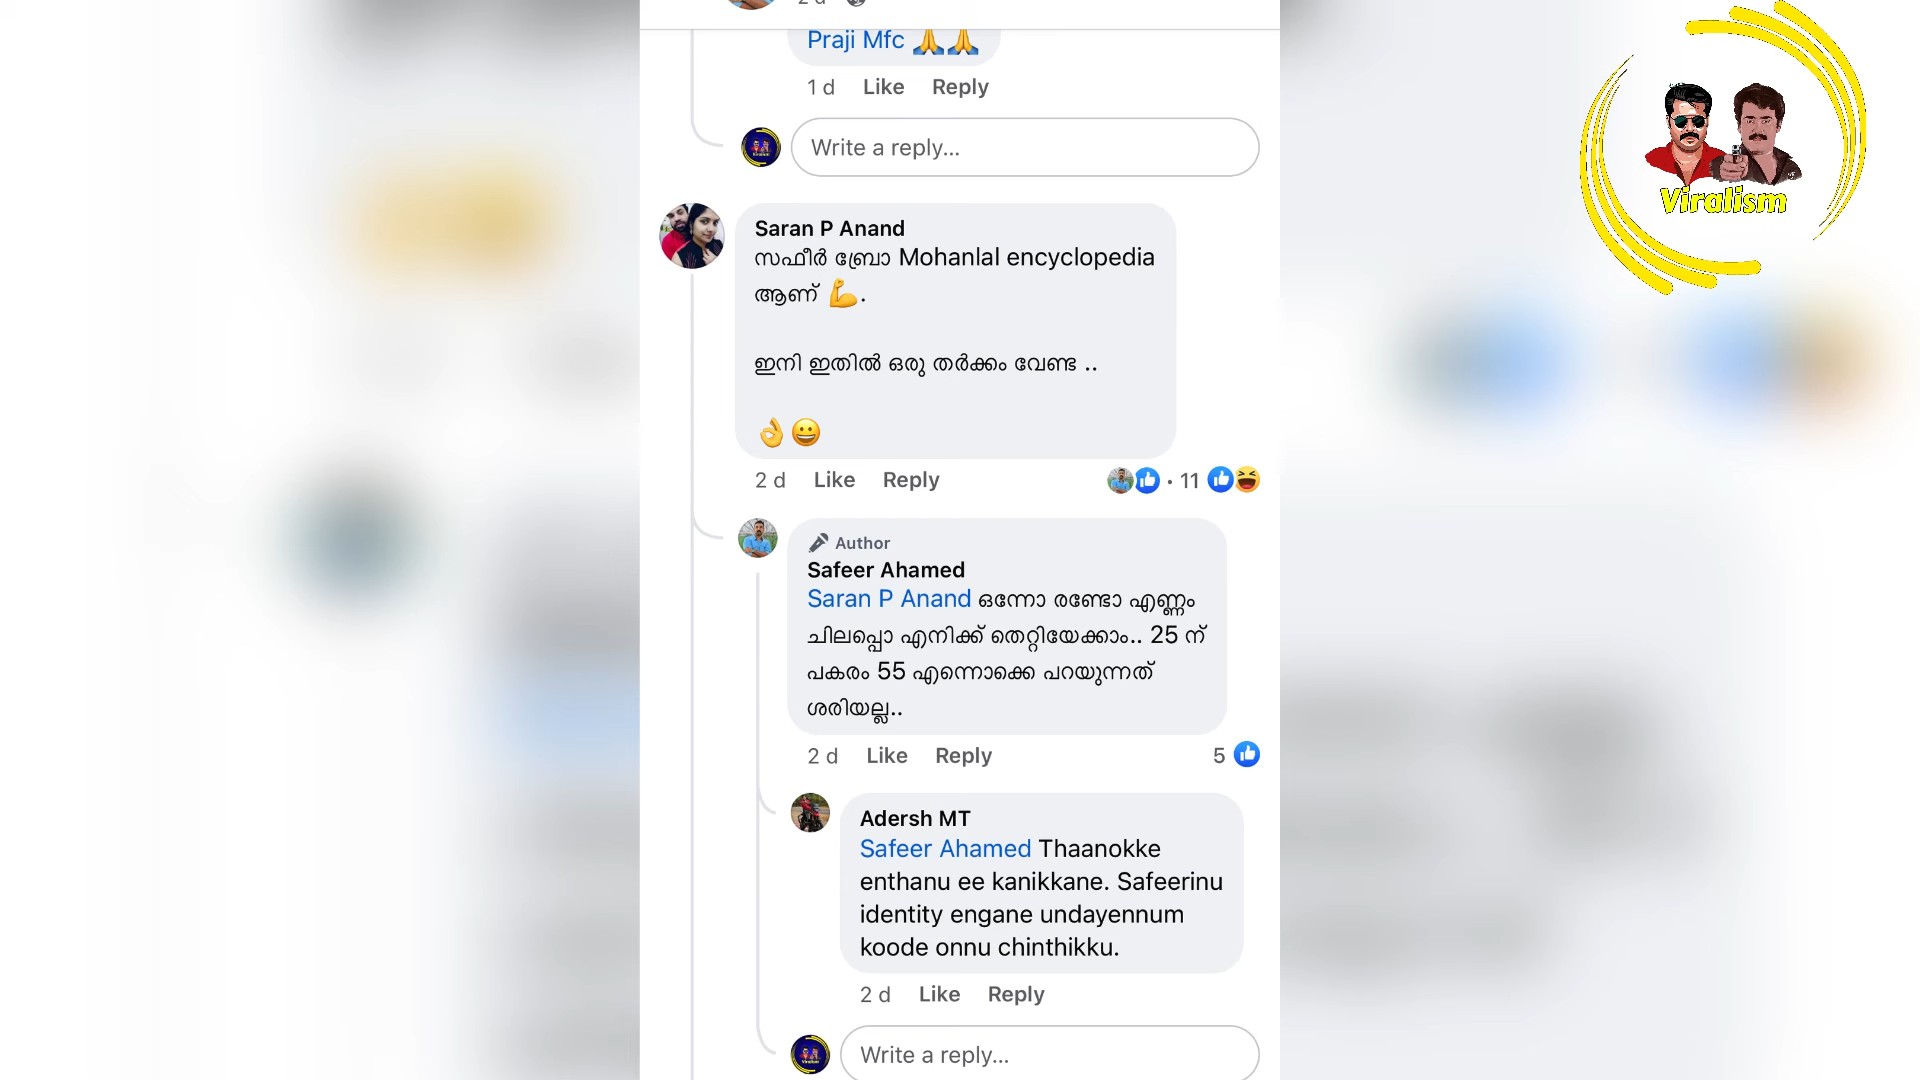 2 d
Praji Mfc 🙏🙏
1 d Like Reply
Write a reply...
Viralism
Saran P Anand
സഫീർ ബ്രോ Mohanlal encyclopedia
ആണ് 💪.
ഇനി ഇതിൽ ഒരു തർക്കം വേണ്ട ..
👌😀
2 d Like Reply · 11
Author
Safeer Ahamed
Saran P Anand ഒന്നോ രണ്ടോ എണ്ണം
ചിലപ്പൊ എനിക്ക് തെറ്റിയേക്കാം.. 25 ന്
പകരം 55 എന്നൊക്കെ പറയുന്നത്
ശരിയല്ല..
2 d Like Reply 5
Adersh MT
Safeer Ahamed Thaanokke
enthanu ee kanikkane. Safeerinu
identity engane undayennum
koode onnu chinthikku.
2 d Like Reply
Write a reply...